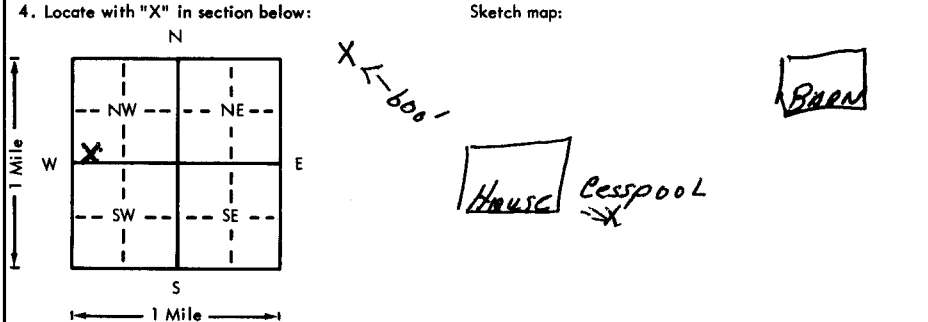 4. Locate with "X" in section below:
Sketch map:
N
X
<--600'
NW
NE
BARN
1 Mile
W
X
E
House
Cesspool
X
SW
SE
S
1 Mile